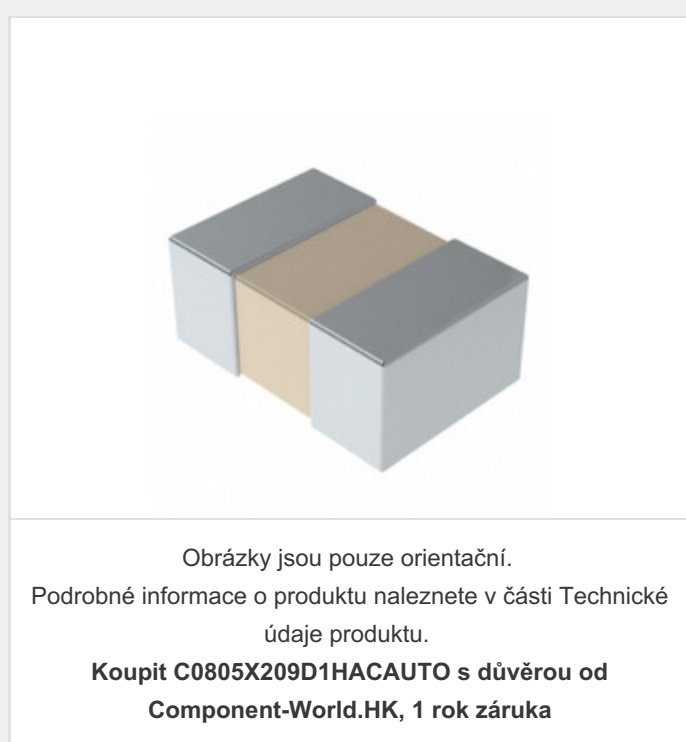 Obrázky jsou pouze orientační.
Podrobné informace o produktu naleznete v části Technické
údaje produktu.
Koupit C0805X209D1HACAUTO s důvěrou od
Component-World.HK, 1 rok záruka